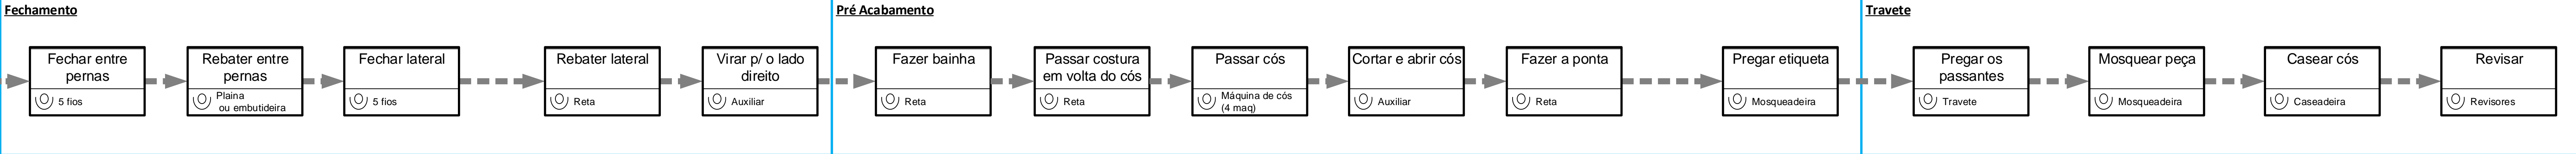 Fechamento
Fechar entre
pernas
5 fios
Rebater entre
pernas
Plaina
ou embutideira
Fechar lateral
5 fios
Rebater lateral
Reta
Virar p/ o lado
direito
Auxiliar
Pré Acabamento
Fazer bainha
Reta
Passar costura
em volta do cós
Reta
Passar cós
Máquina de cós
(4 maq)
Cortar e abrir cós
Auxiliar
Fazer a ponta
Reta
Pregar etiqueta
Mosqueadeira
Travete
Pregar os
passantes
Travete
Mosquear peça
Mosqueadeira
Casear cós
Caseadeira
Revisar
Revisores